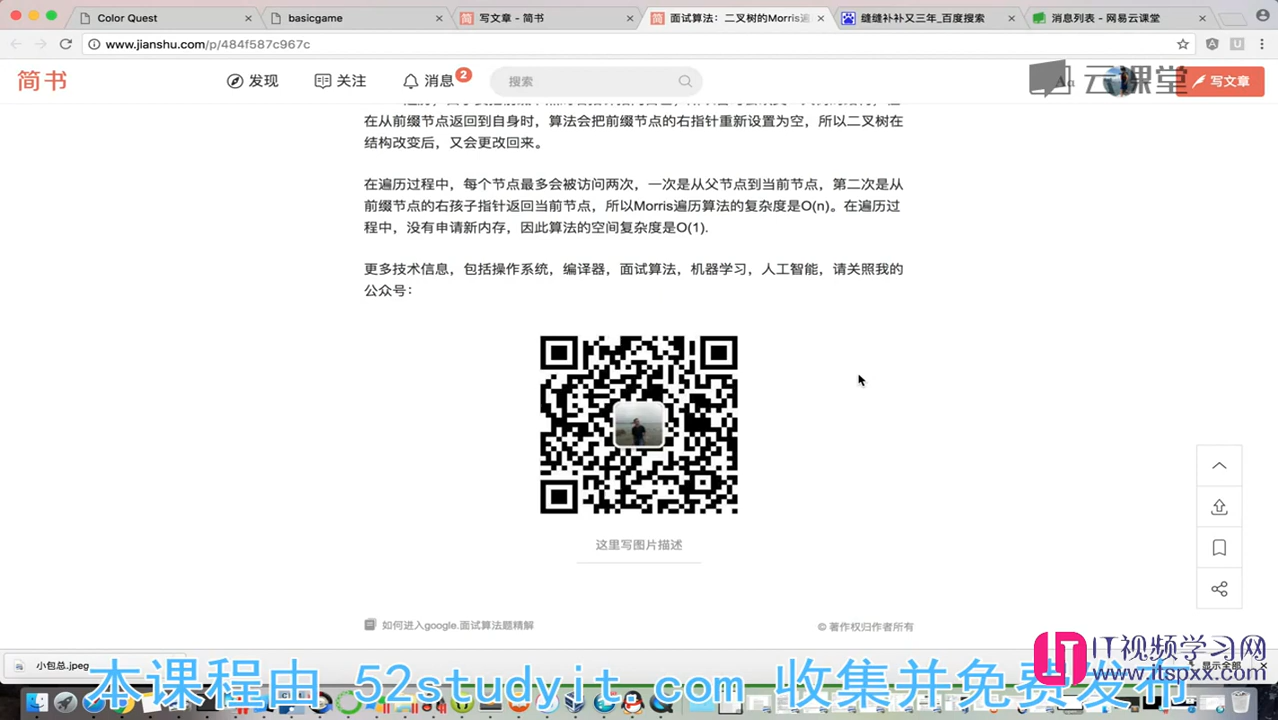 Color Quest
basicgame
写文章 - 简书
面试算法：二叉树的Morris遍
缝缝补补又三年_百度搜索
消息列表 - 网易云课堂
www.jianshu.com/p/484f587c967c
简书
发现
关注
消息
2
搜索
云课堂
写文章
在从前缀节点返回到自身时，算法会把前缀节点的右指针重新设置为空，所以二叉树在
结构改变后，又会更改回来。
在遍历过程中，每个节点最多会被访问两次，一次是从父节点到当前节点，第二次是从
前缀节点的右孩子指针返回当前节点，所以Morris遍历算法的复杂度是O(n)。在遍历过
程中，没有申请新内存，因此算法的空间复杂度是O(1).
更多技术信息，包括操作系统，编译器，面试算法，机器学习，人工智能，请关照我的
公众号：
这里写图片描述
如何进入google.面试算法题精解
© 著作权归作者所有
IT视频学习网
www.itspxx.com
小包总.jpeg
显示全部
本课程由 52studyit com 收集并免费发布